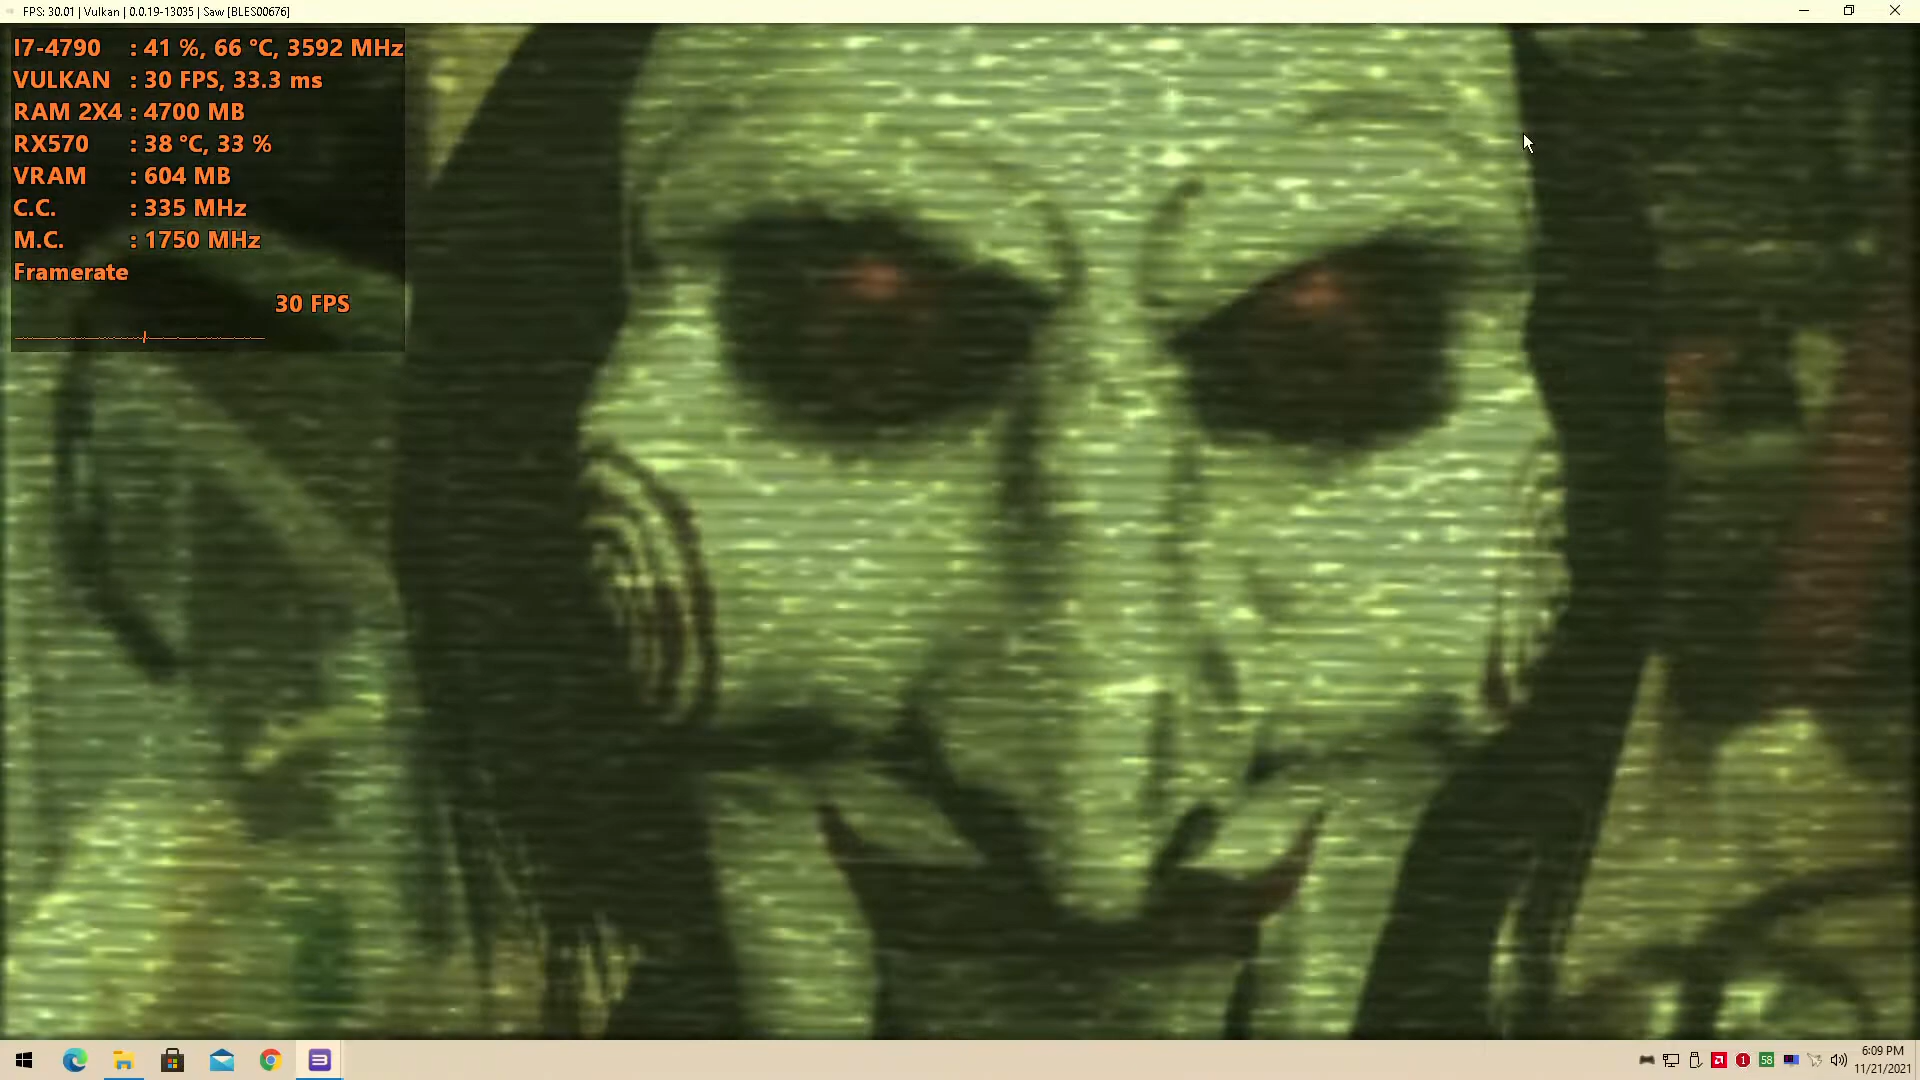 FPS: 30.01 | Vulkan | 0.0.19-13035 | Saw [BLES00676]
I7-4790 : 41 %, 66 °C, 3592 MHz
VULKAN : 30 FPS, 33.3 ms
RAM 2X4 : 4700 MB
RX570 : 38 °C, 33 %
VRAM : 604 MB
C.C. : 335 MHz
M.C. : 1750 MHz
Framerate
30 FPS
1
58
6:09 PM
11/21/2021